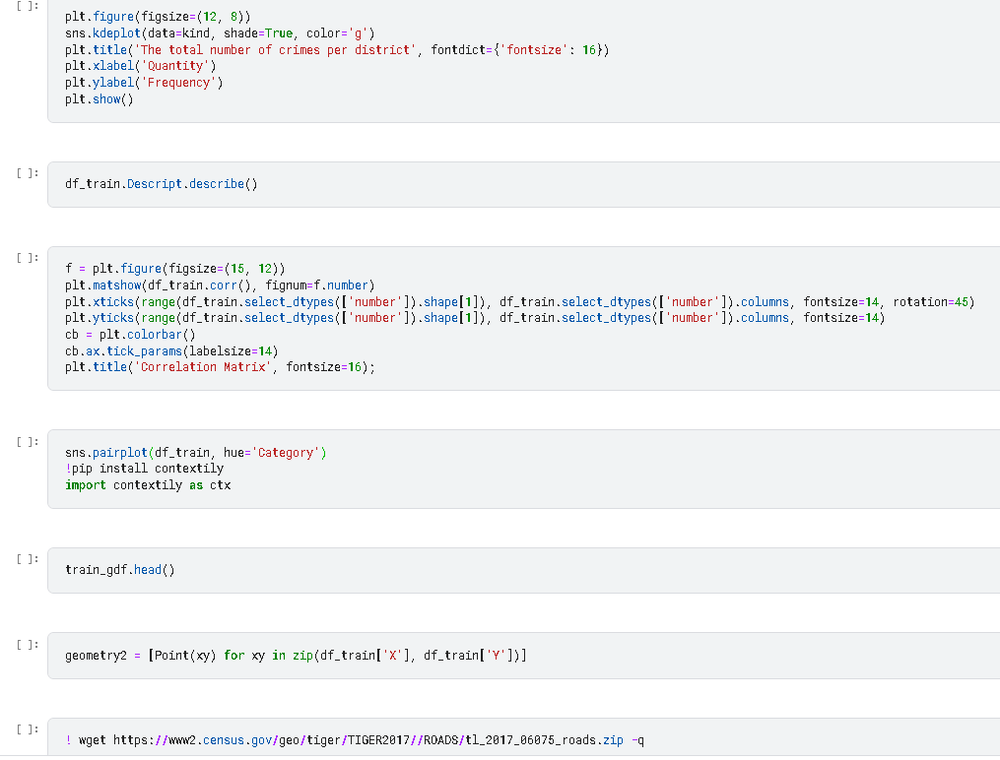 [ ]:
plt.figure(figsize=(12, 8))
sns.kdeplot(data=kind, shade=True, color='g')
plt.title('The total number of crimes per district', fontdict={'fontsize': 16})
plt.xlabel('Quantity')
plt.ylabel('Frequency')
plt.show()
[ ]:
df_train.Descript.describe()
[ ]:
f = plt.figure(figsize=(15, 12))
plt.matshow(df_train.corr(), fignum=f.number)
plt.xticks(range(df_train.select_dtypes(['number']).shape[1]), df_train.select_dtypes(['number']).columns, fontsize=14, rotation=45)
plt.yticks(range(df_train.select_dtypes(['number']).shape[1]), df_train.select_dtypes(['number']).columns, fontsize=14)
cb = plt.colorbar()
cb.ax.tick_params(labelsize=14)
plt.title('Correlation Matrix', fontsize=16);
[ ]:
sns.pairplot(df_train, hue='Category')
!pip install contextily
import contextily as ctx
[ ]:
train_gdf.head()
[ ]:
geometry2 = [Point(xy) for xy in zip(df_train['X'], df_train['Y'])]
[ ]:
! wget https://www2.census.gov/geo/tiger/TIGER2017//ROADS/tl_2017_06075_roads.zip -q